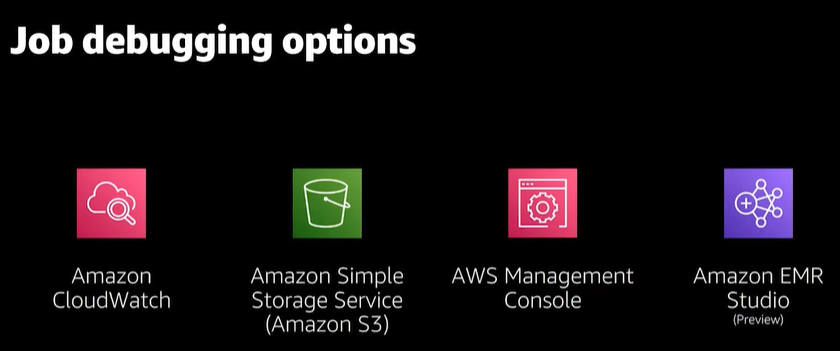 Job debugging options
Amazon
CloudWatch
Amazon Simple
Storage Service
(Amazon S3)
AWS Management
Console
Amazon EMR
Studio
(Preview)